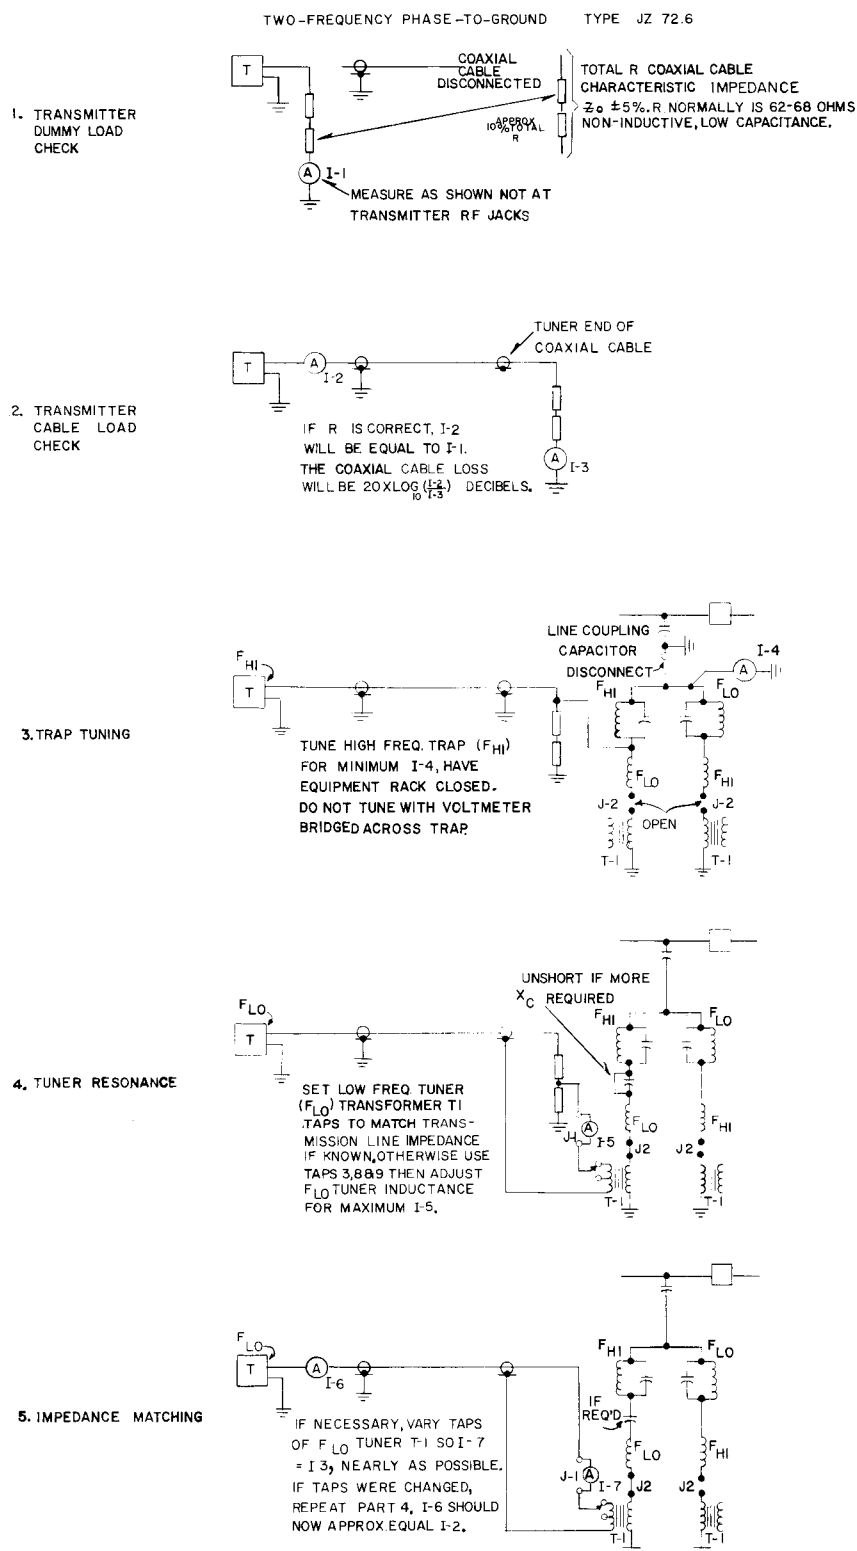 TWO-FREQUENCY PHASE-TO-GROUND TYPE JZ 72.6
1. TRANSMITTER
DUMMY LOAD
CHECK
T
COAXIAL
CABLE
DISCONNECTED
APPROX
10% TOTAL
R
TOTAL R COAXIAL CABLE
CHARACTERISTIC IMPEDANCE
Zo ±5%. R NORMALLY IS 62-68 OHMS
NON-INDUCTIVE, LOW CAPACITANCE.
A I-1
MEASURE AS SHOWN NOT AT
TRANSMITTER RF JACKS
2. TRANSMITTER
CABLE LOAD
CHECK
T
A
I-2
TUNER END OF
COAXIAL CABLE
IF R IS CORRECT, I-2
WILL BE EQUAL TO I-1.
THE COAXIAL CABLE LOSS
WILL BE 20XLOG10 (I-2/I-3) DECIBELS.
A
I-3
3. TRAP TUNING
FHI
T
TUNE HIGH FREQ. TRAP (FHI)
FOR MINIMUM I-4, HAVE
EQUIPMENT RACK CLOSED.
DO NOT TUNE WITH VOLTMETER
BRIDGED ACROSS TRAP.
LINE COUPLING
CAPACITOR
DISCONNECT
I-4
A
FHI
FLO
FLO
FHI
J-2
J-2
OPEN
T-1
T-1
4. TUNER RESONANCE
FLO
T
SET LOW FREQ. TUNER
(FLO) TRANSFORMER T1
TAPS TO MATCH TRANS-
MISSION LINE IMPEDANCE
IF KNOWN, OTHERWISE USE
TAPS 3,8&9 THEN ADJUST
FLO TUNER INDUCTANCE
FOR MAXIMUM I-5.
UNSHORT IF MORE
XC REQUIRED
FHI
FLO
A
J-1
I-5
FLO
FHI
J2
J2
T-1
T-1
5. IMPEDANCE MATCHING
FLO
T
A
I-6
IF NECESSARY, VARY TAPS
OF FLO TUNER T-1 SO I-7
= I3, NEARLY AS POSSIBLE.
IF TAPS WERE CHANGED,
REPEAT PART 4. I-6 SHOULD
NOW APPROX. EQUAL I-2.
FHI
FLO
IF
REQ'D
FLO
FHI
J-1
A
I-7
J2
J2
T-1
T-1